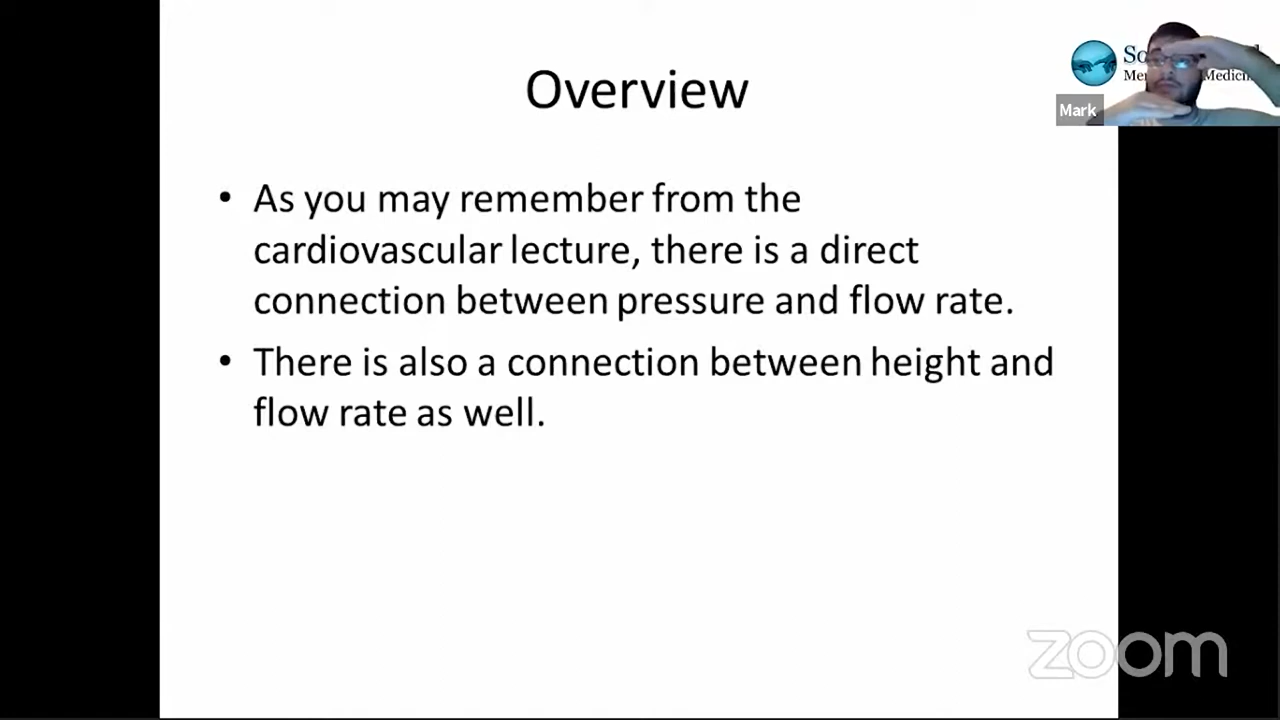 Overview
Mark
• As you may remember from the
cardiovascular lecture, there is a direct
connection between pressure and flow rate.
• There is also a connection between height and
flow rate as well.
zoom